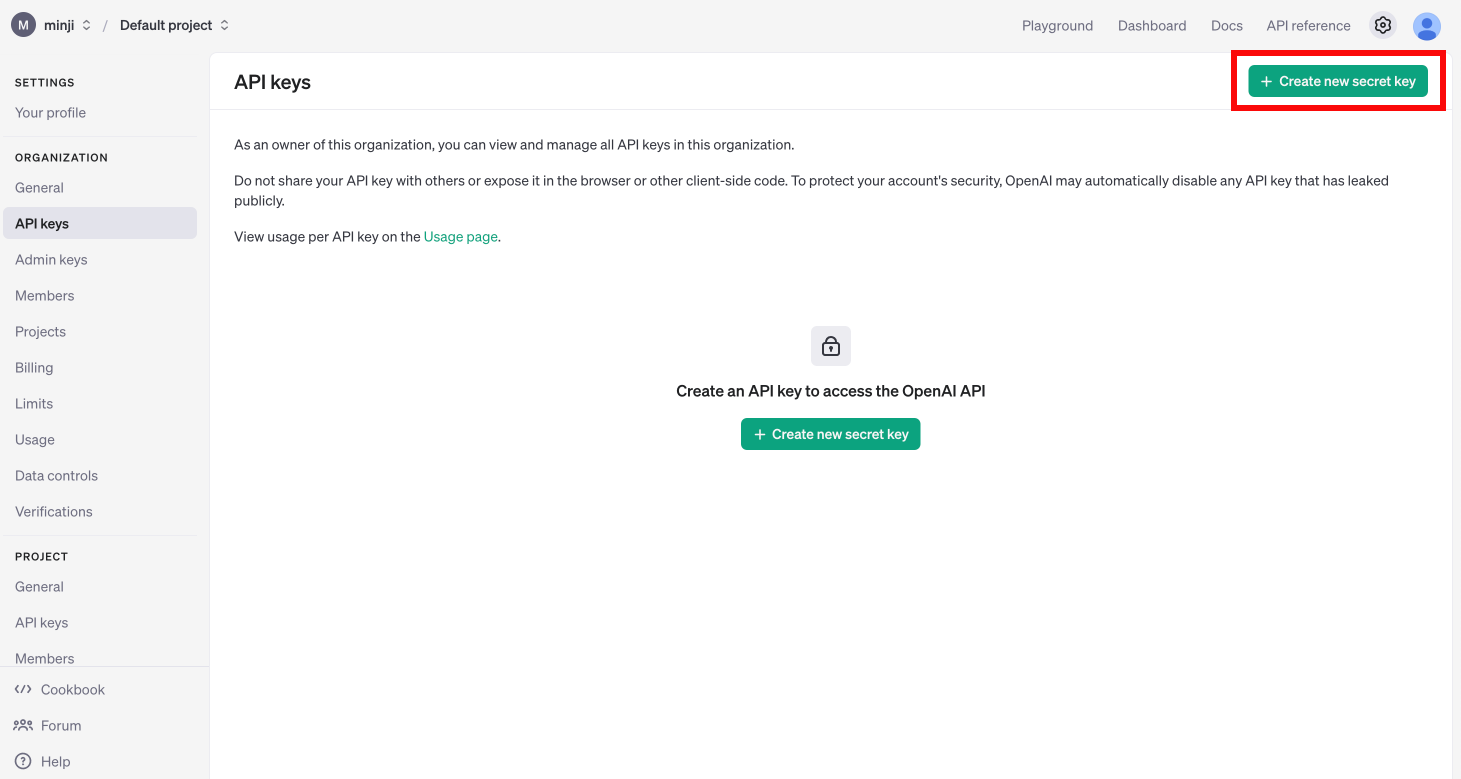 M minji / Default project
Playground Dashboard Docs API reference
SETTINGS
Your profile
ORGANIZATION
General
API keys
Admin keys
Members
Projects
Billing
Limits
Usage
Data controls
Verifications
PROJECT
General
API keys
Members
Cookbook
Forum
Help
API keys
+ Create new secret key
As an owner of this organization, you can view and manage all API keys in this organization.
Do not share your API key with others or expose it in the browser or other client-side code. To protect your account's security, OpenAI may automatically disable any API key that has leaked
publicly.
View usage per API key on the Usage page.
Create an API key to access the OpenAI API
+ Create new secret key